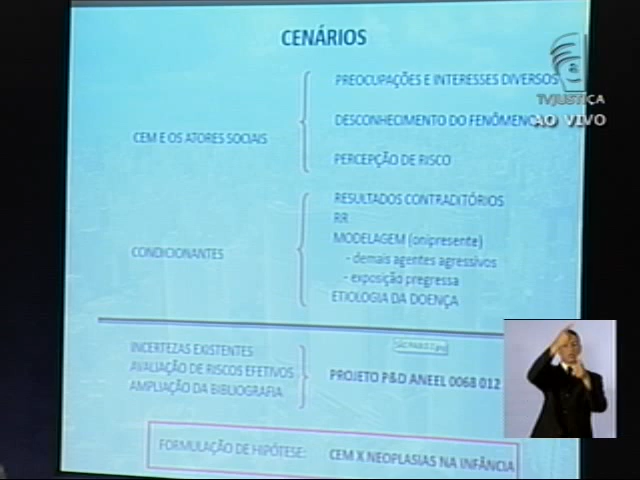 CENÁRIOS
PREOCUPAÇÕES E INTERESSES DIVERSOS
TVJUSTIÇA
AO VIVO
DESCONHECIMENTO DO FENÔMENO
CEM E OS ATORES SOCIAIS
PERCEPÇÃO DE RISCO
RESULTADOS CONTRADITÓRIOS
RR
MODELAGEM (onipresente)
CONDICIONANTES
- demais agentes agressivos
- exposição pregressa
ETIOLOGIA DA DOENÇA
INCERTEZAS EXISTENTES
AVALIAÇÃO DE RISCOS EFETIVOS
AMPLIAÇÃO DA BIBLIOGRAFIA
PROJETO P&D ANEEL 0068 012
FORMULAÇÃO DE HIPÓTESE: CEM X NEOPLASIAS NA INFÂNCIA